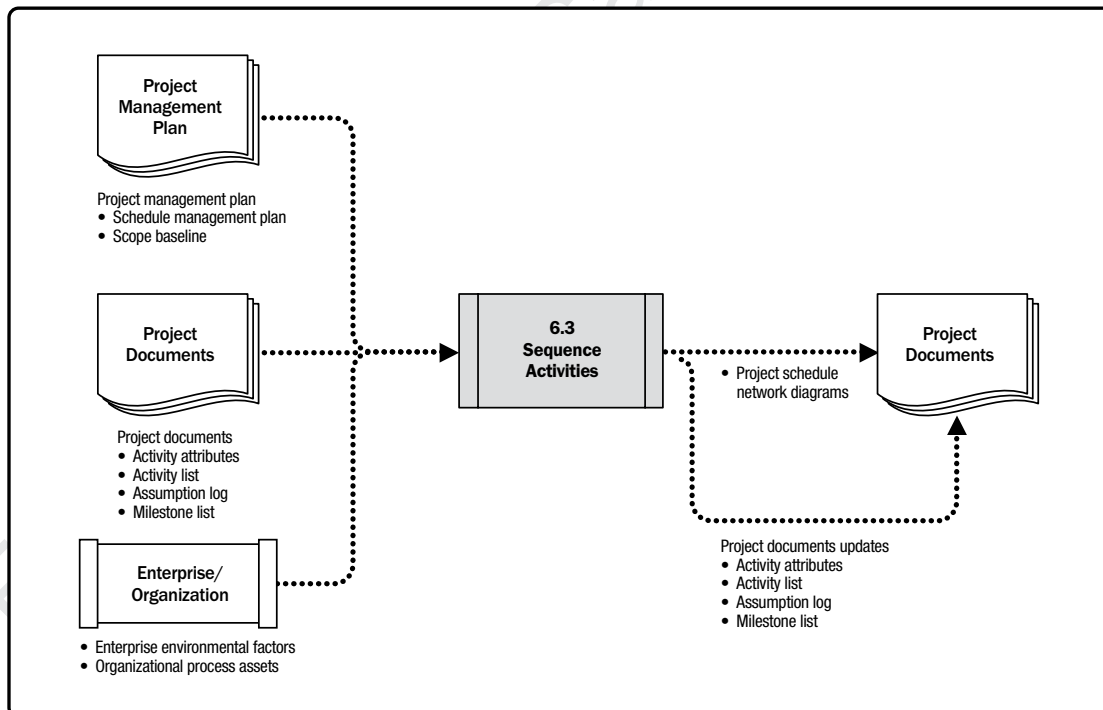 Project
Management
Plan
Project management plan
• Schedule management plan
• Scope baseline
Project
Documents
Project documents
• Activity attributes
• Activity list
• Assumption log
• Milestone list
Enterprise/
Organization
• Enterprise environmental factors
• Organizational process assets
6.3
Sequence
Activities
• Project schedule
network diagrams
Project
Documents
Project documents updates
• Activity attributes
• Activity list
• Assumption log
• Milestone list